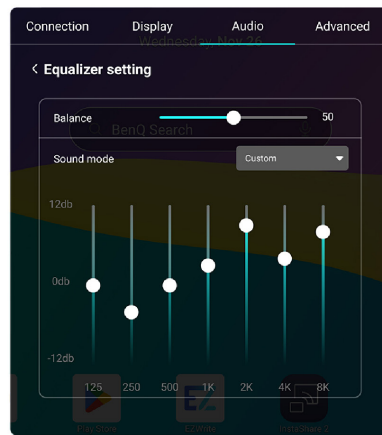 Connection Display Audio Advanced
Wednesday, Nov 26
Equalizer setting
Balance 50
BenQ Search
Sound mode Custom
12db
0db
-12db
125 250 500 1K 2K 4K 8K
Play Store EZWrite InstaShare 2